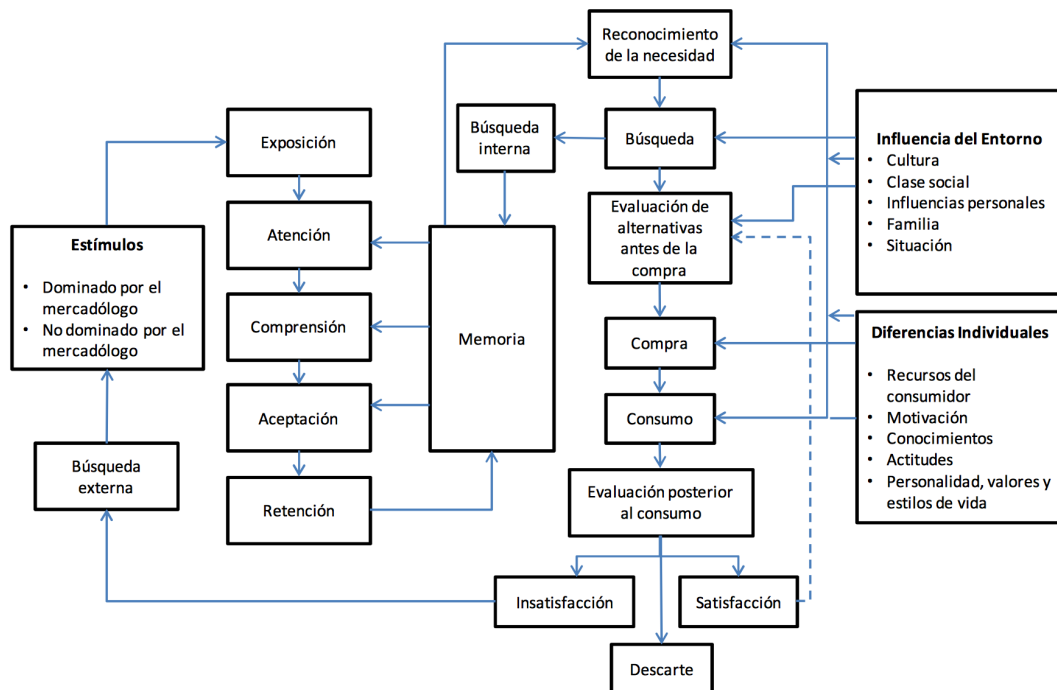 Reconocimiento
de la necesidad
Búsqueda
interna
Búsqueda
Exposición
Influencia del Entorno
• Cultura
• Clase social
• Influencias personales
• Familia
• Situación
Evaluación de
alternativas
antes de la
compra
Atención
Estímulos
• Dominado por el
mercadólogo
• No dominado por el
mercadólogo
Comprensión
Memoria
Compra
Diferencias Individuales
• Recursos del
consumidor
• Motivación
• Conocimientos
• Actitudes
• Personalidad, valores y
estilos de vida
Aceptación
Consumo
Búsqueda
externa
Retención
Evaluación posterior
al consumo
Insatisfacción
Satisfacción
Descarte